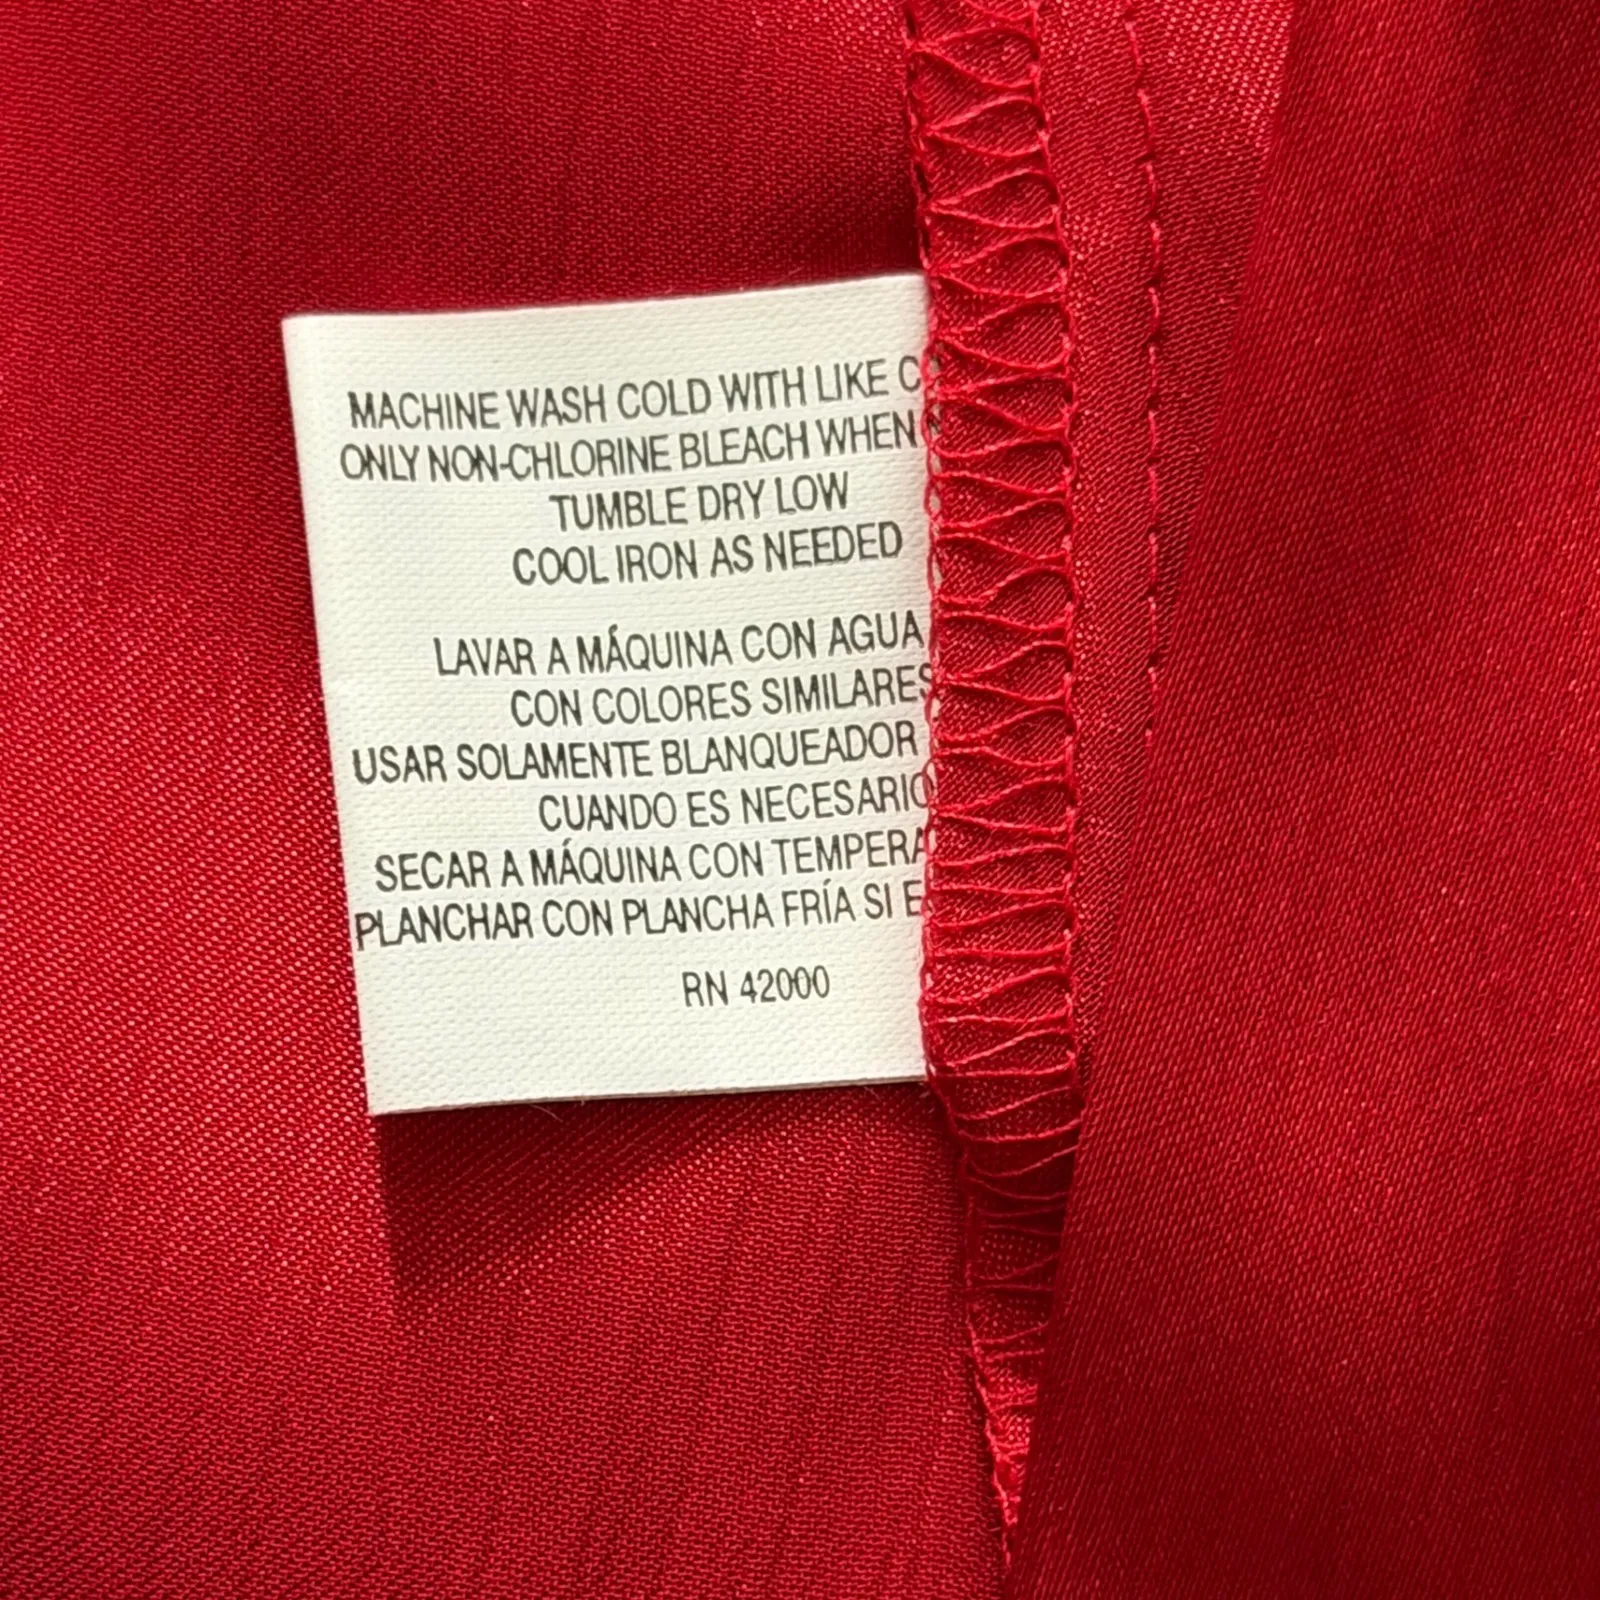 MACHINE WASH COLD WITH LIKE
ONLY NON-CHLORINE BLEACH WHEN
TUMBLE DRY LOW
COOL IRON AS NEEDED
LAVAR A MÁQUINA CON AGUA
CON COLORES SIMILARES
USAR SOLAMENTE BLANQUEADOR
CUANDO ES NECESARIO
SECAR A MÁQUINA CON
PLANCHAR CON PLANCHA FRÍA SI
RN 42000